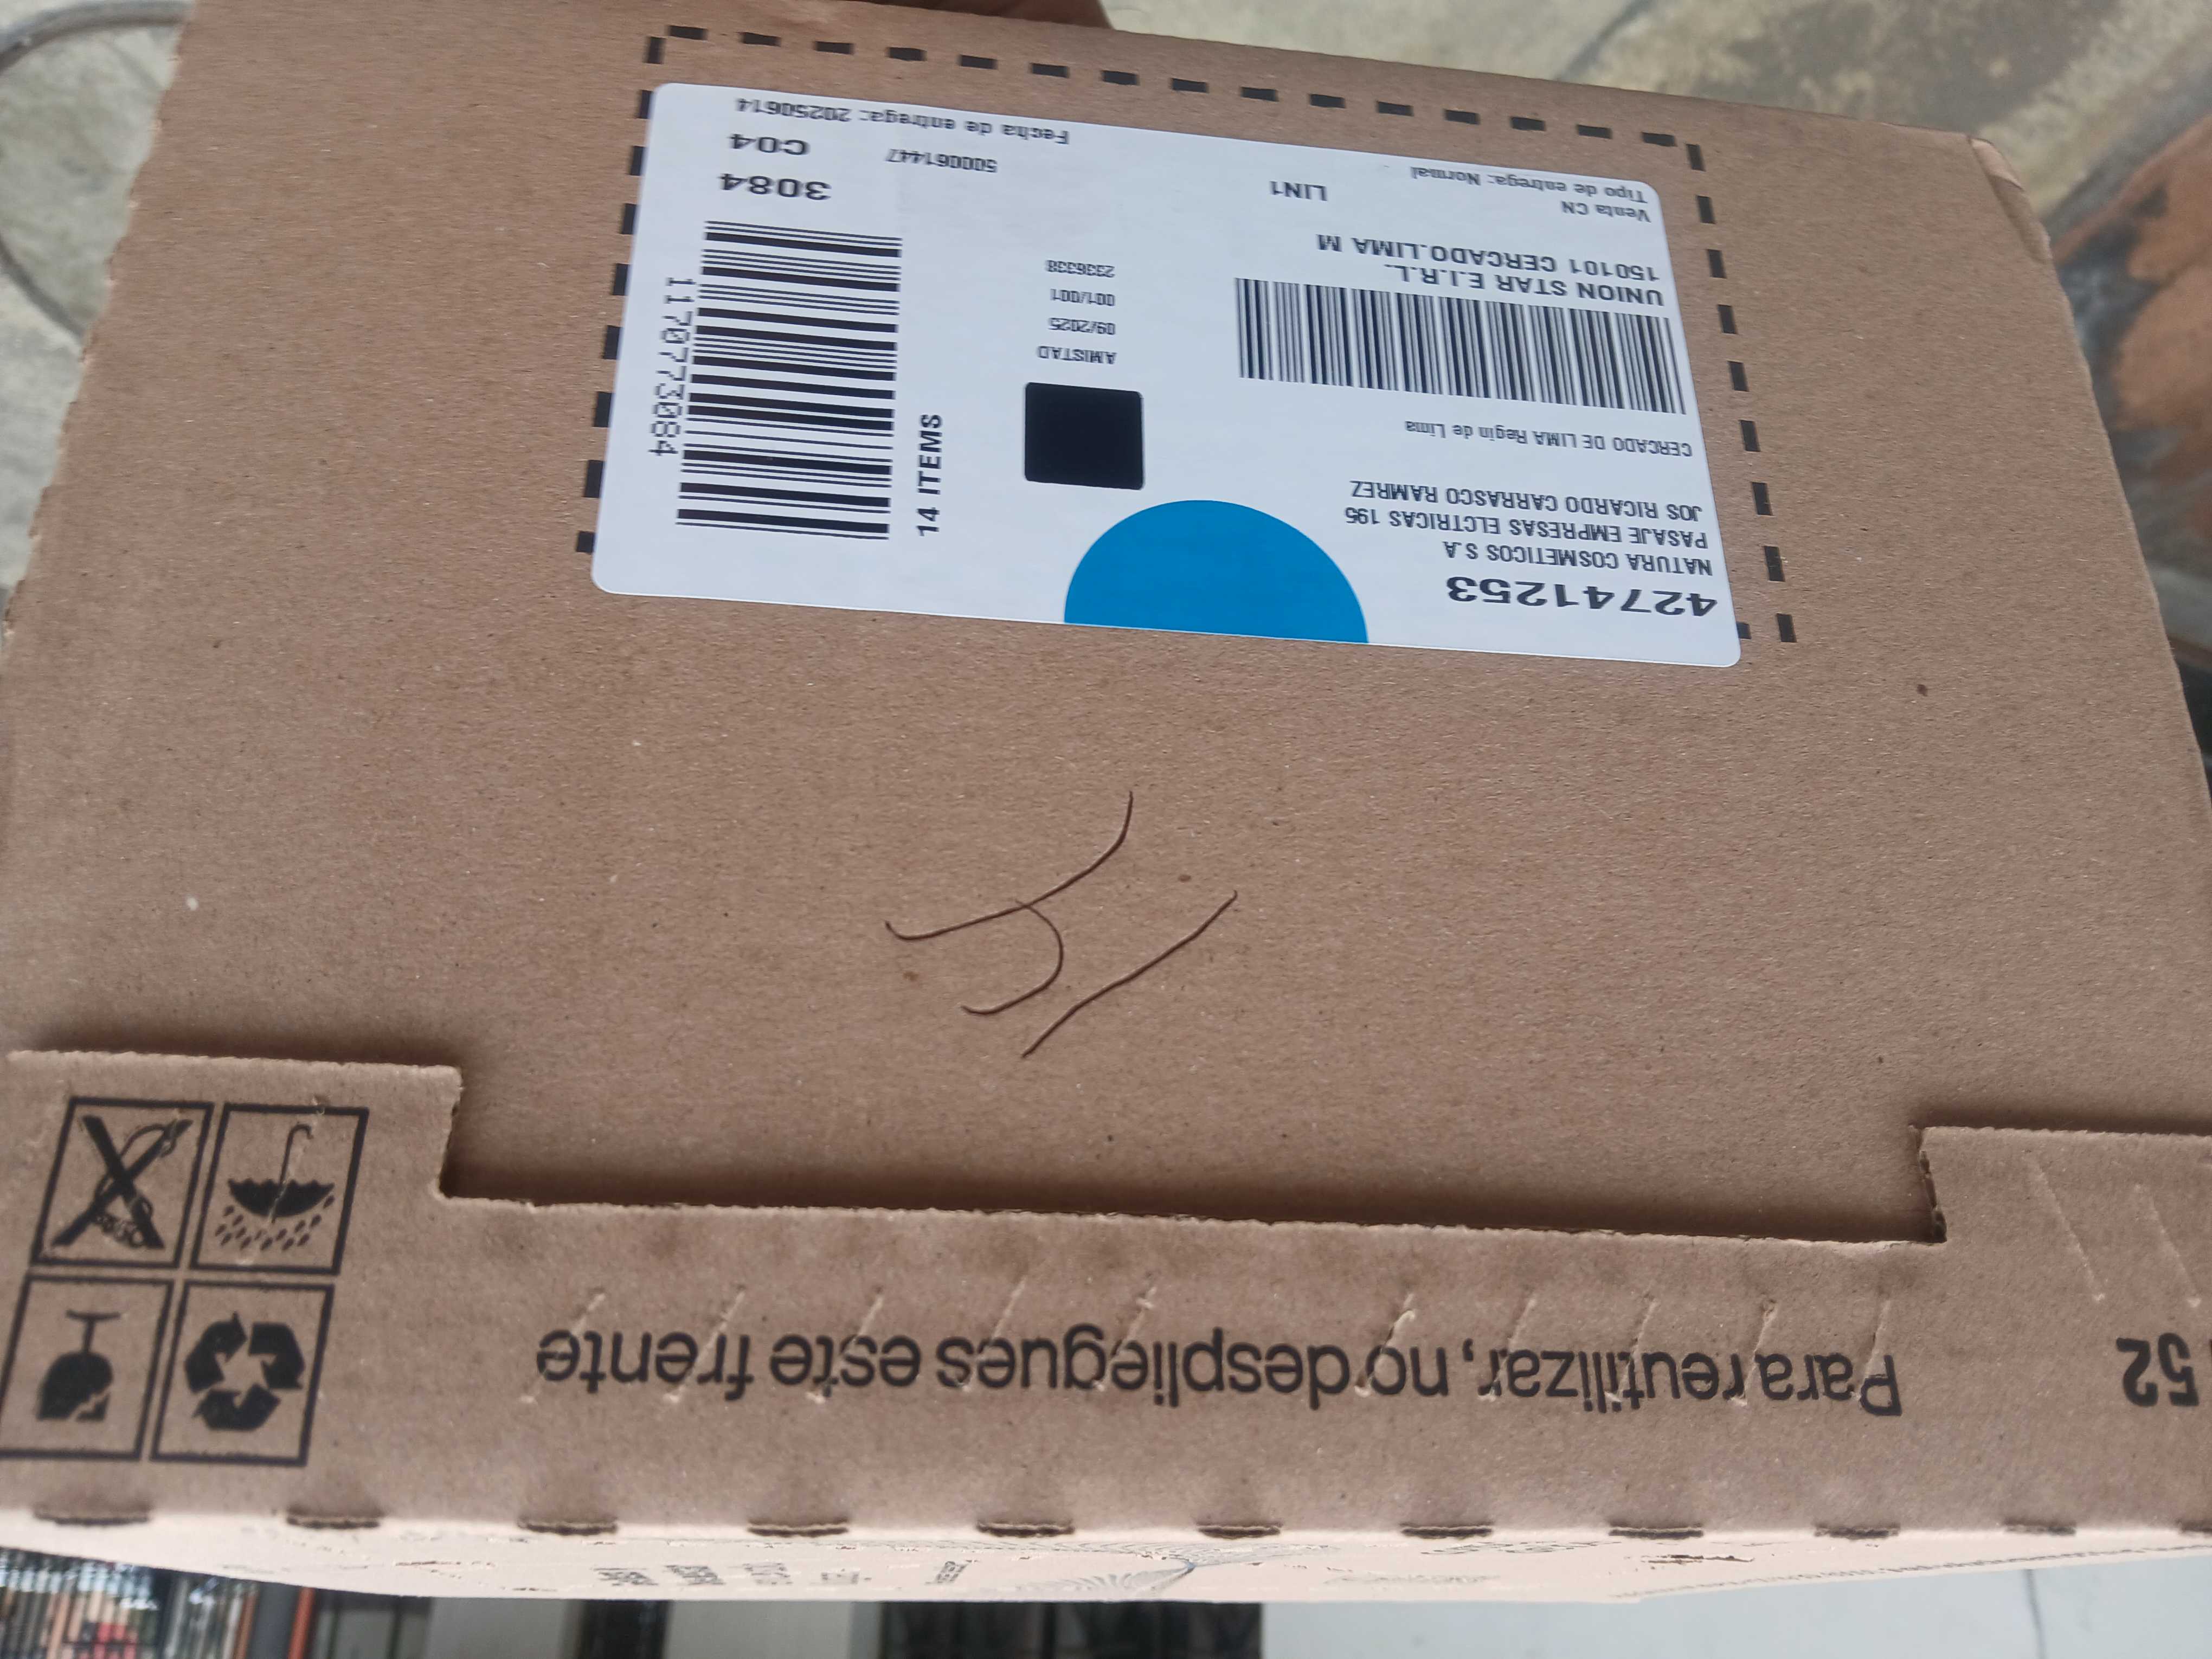 42741253
NATURA COSMETICOS S.A
PASAJE EMPRESAS ELCTRICAS 195
JOS RICARDO CARRASCO RAMREZ
CERCADO DE LIMA Regin de Lima
UNION STAR E.I.R.L.
150101 CERCADO.LIMA M
Venta CN
Tipo de entrega: Normal
LIN1
AMISTAD
09/2025
001/001
2336338
14 ITEMS
1170773084
3084
C04
500061447
Fecha de entrega: 20250614
Para reutilizar, no despliegues este frente
52